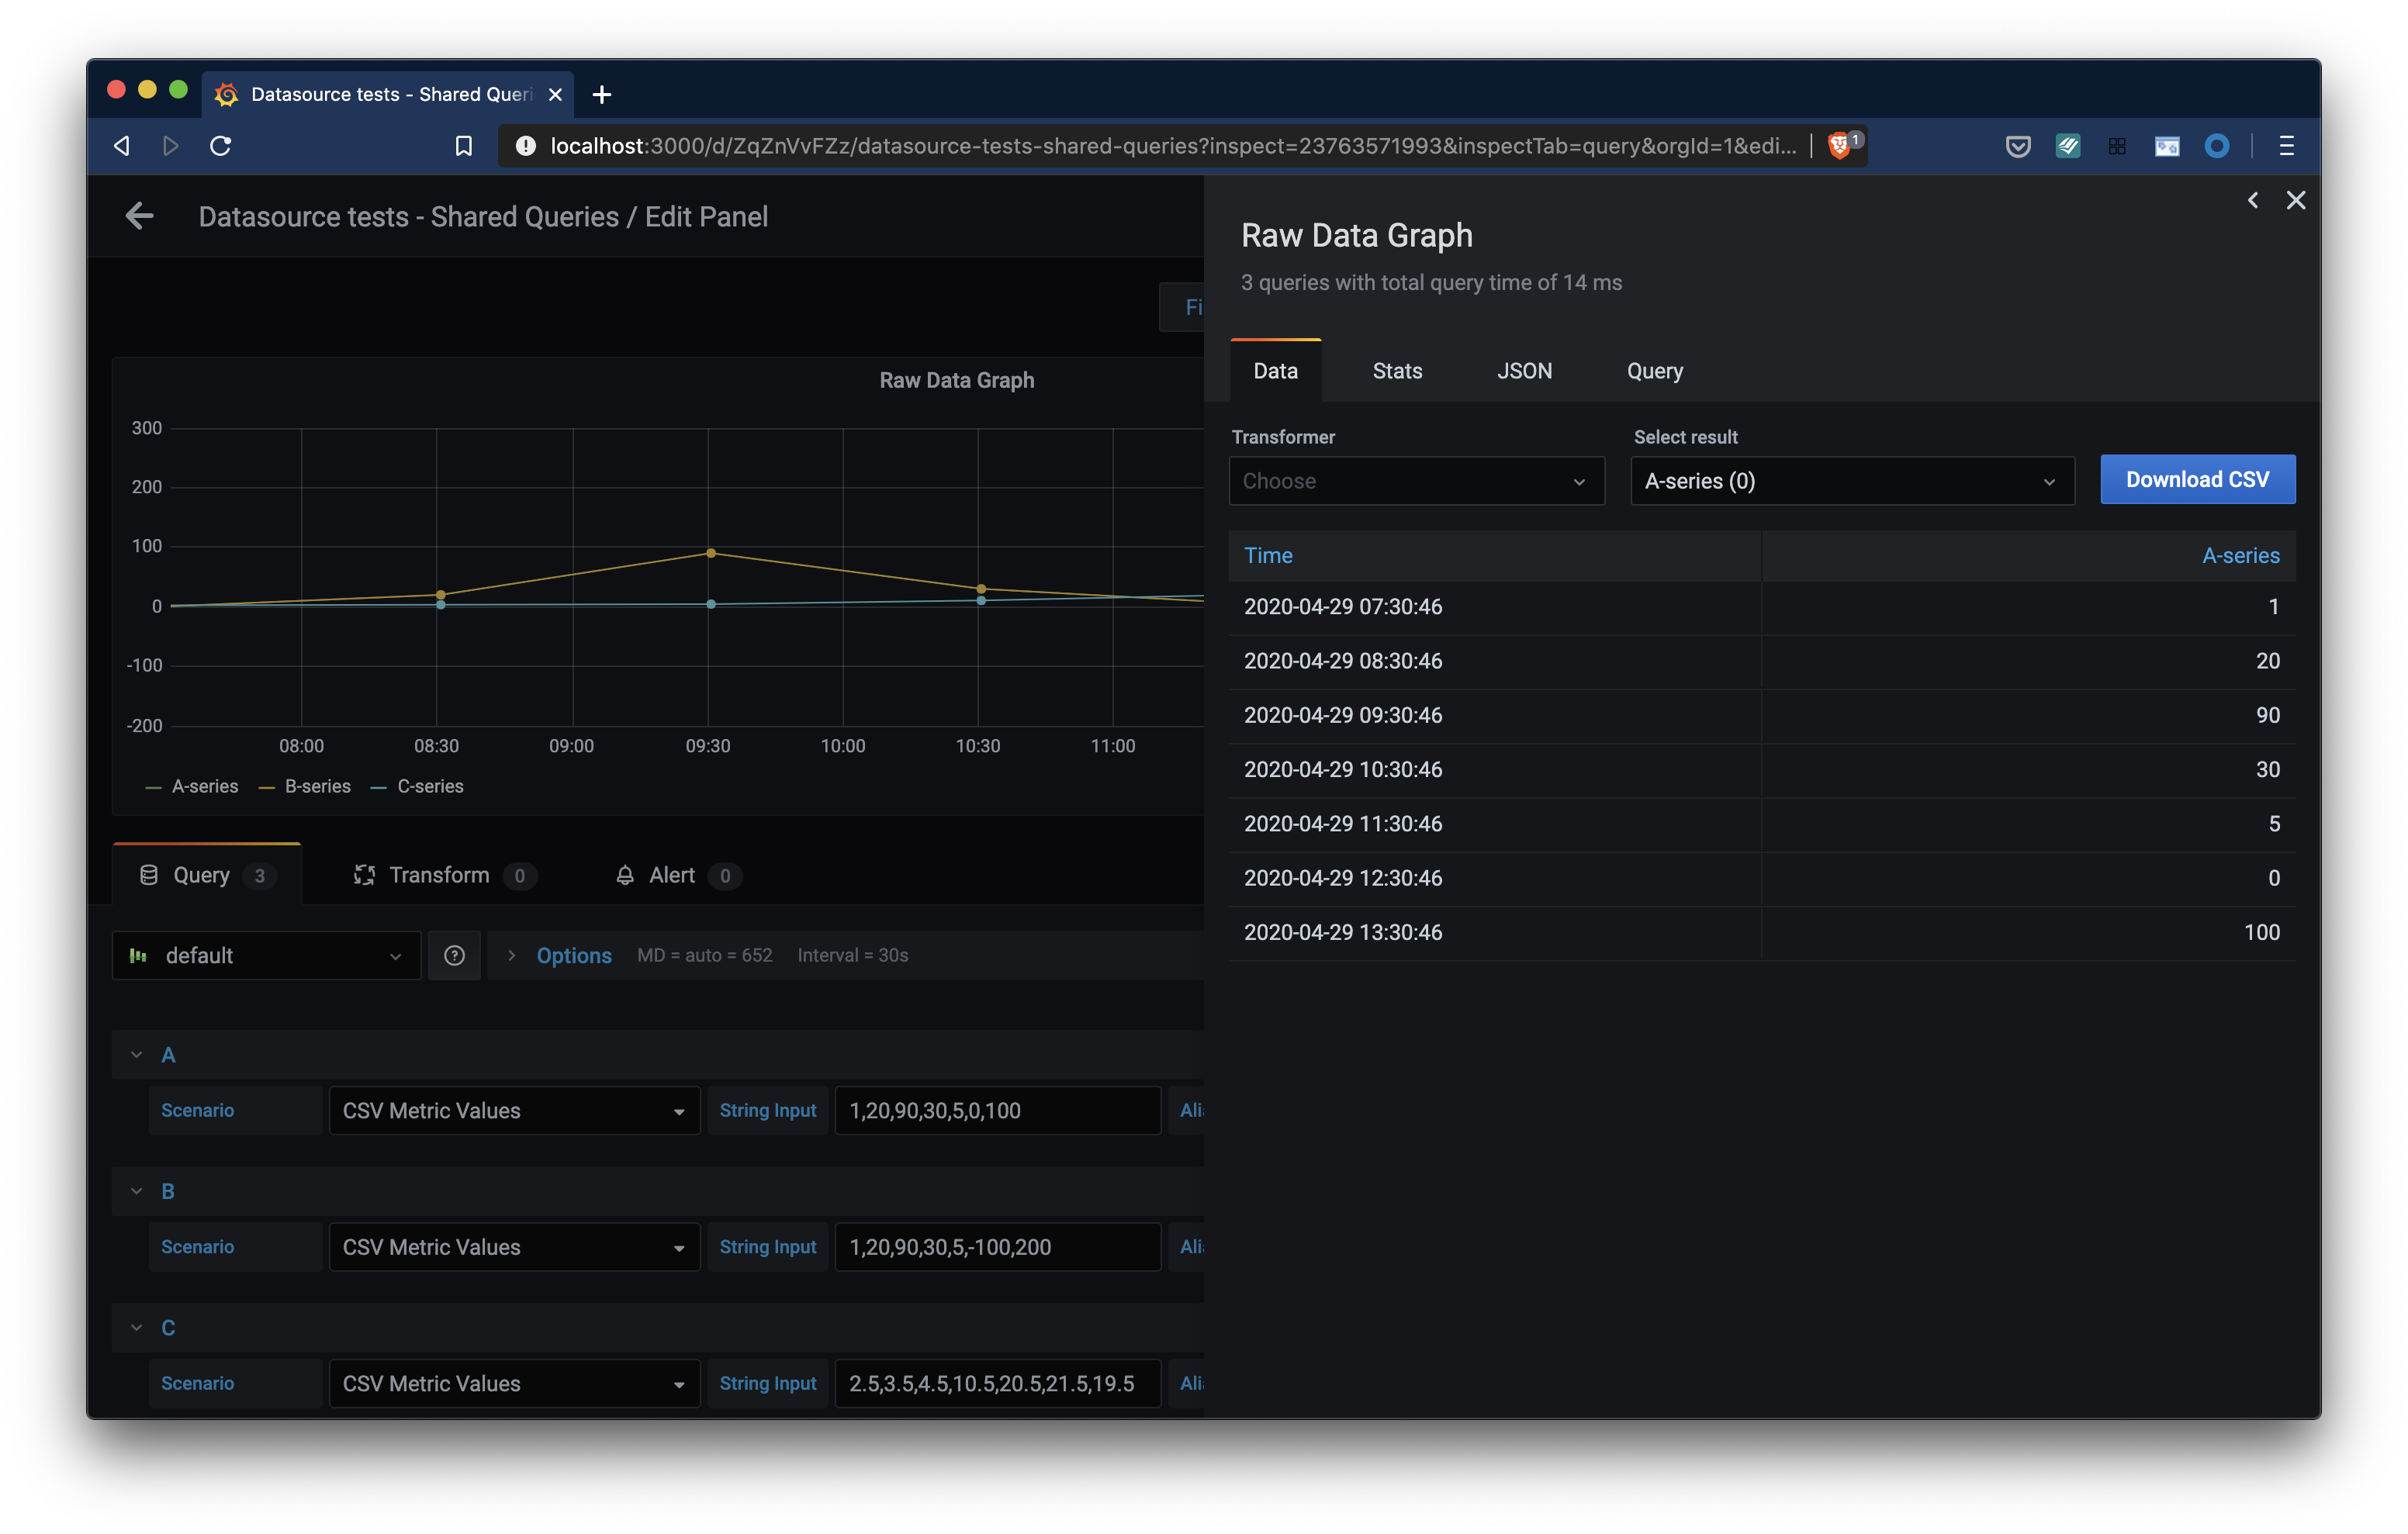 Datasource tests - Shared Queri
localhost:3000/d/ZqZnVvFZz/datasource-tests-shared-queries?inspect=23763571993&inspectTab=query&orgId=1&edi...
1
Datasource tests - Shared Queries / Edit Panel
Fi
Raw Data Graph
300
200
100
0
-100
-200
08:00 08:30 09:00 09:30 10:00 10:30 11:00
A-series B-series C-series
Query 3 Transform 0 Alert 0
default
Options MD = auto = 652 Interval = 30s
A
Scenario CSV Metric Values String Input 1,20,90,30,5,0,100 Ali
B
Scenario CSV Metric Values String Input 1,20,90,30,5,-100,200 Ali
C
Scenario CSV Metric Values String Input 2.5,3.5,4.5,10.5,20.5,21.5,19.5 Ali
Raw Data Graph
3 queries with total query time of 14 ms
Data Stats JSON Query
Transformer Select result
Choose A-series (0) Download CSV
Time A-series
2020-04-29 07:30:46 1
2020-04-29 08:30:46 20
2020-04-29 09:30:46 90
2020-04-29 10:30:46 30
2020-04-29 11:30:46 5
2020-04-29 12:30:46 0
2020-04-29 13:30:46 100